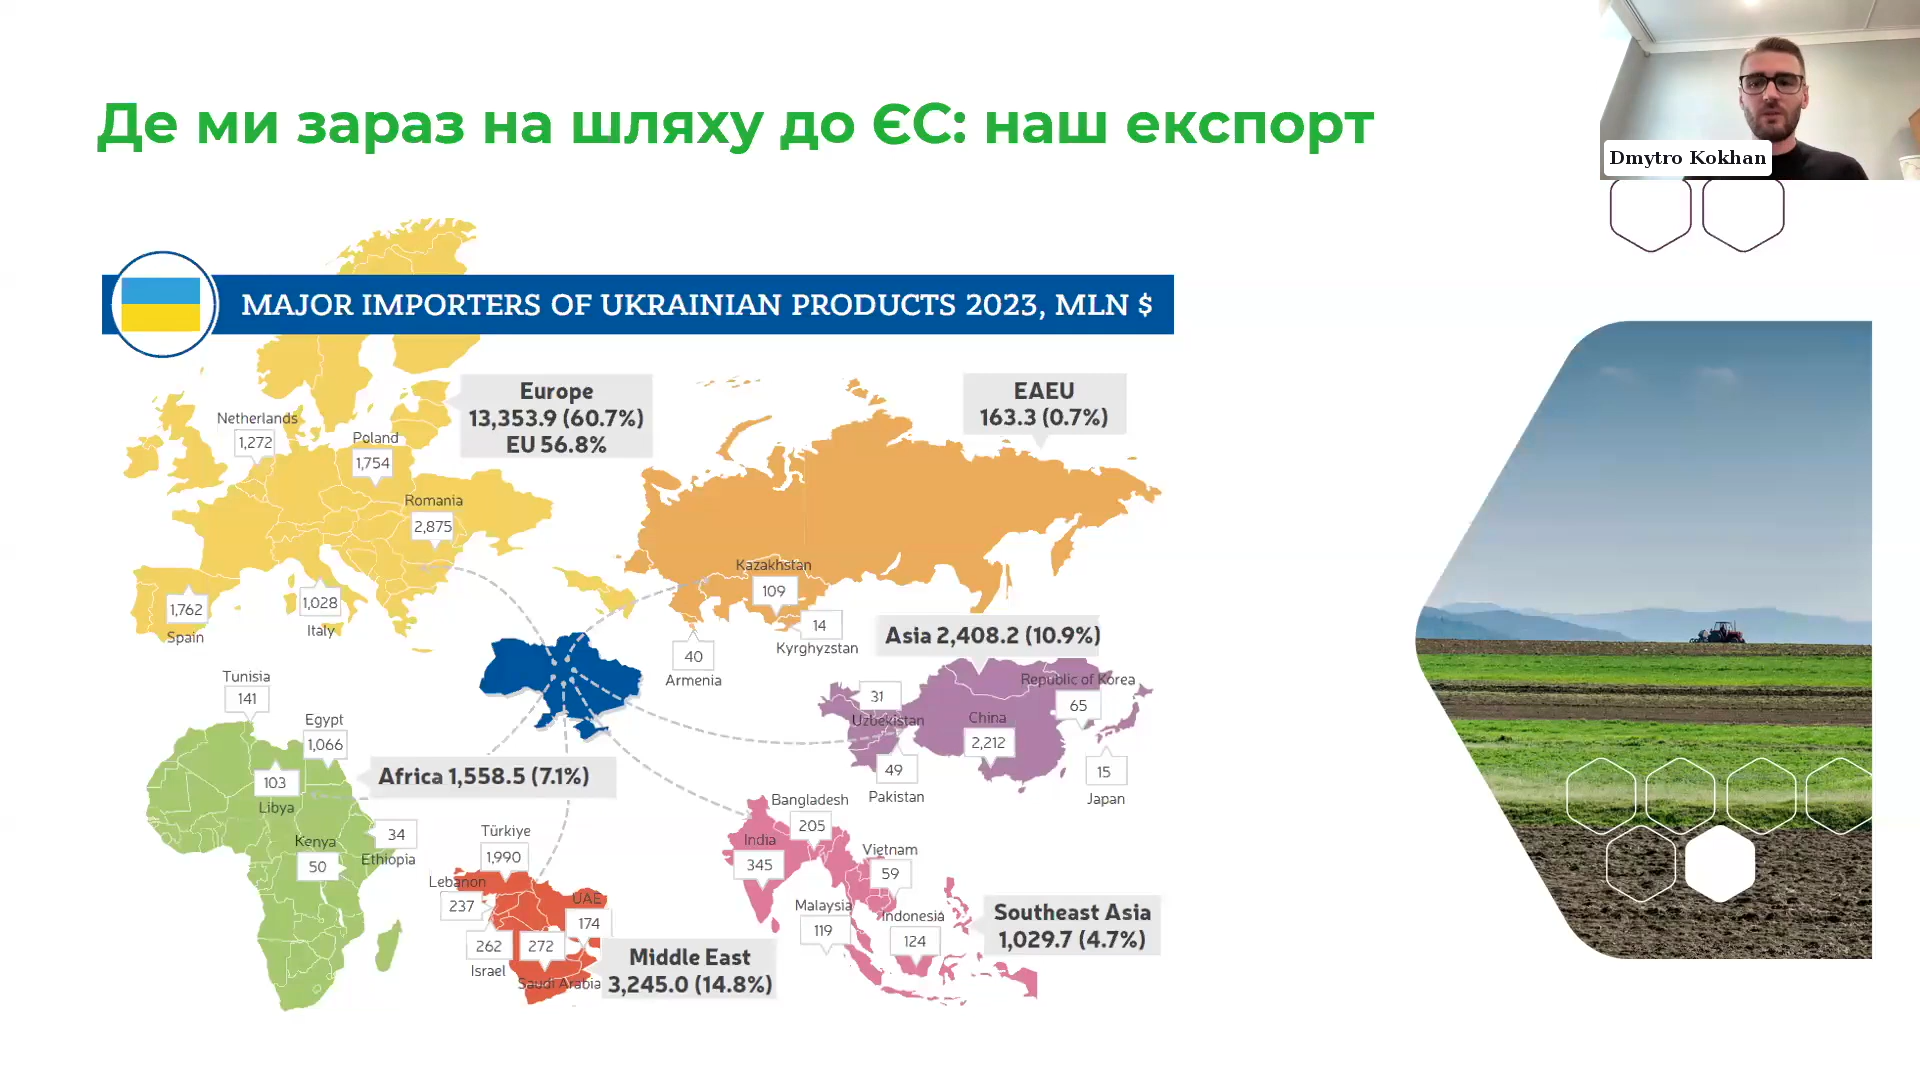 Де ми зараз на шляху до ЄС: наш експорт
Dmytro Kokhan
MAJOR IMPORTERS OF UKRAINIAN PRODUCTS 2023, MLN $
Europe
13,353.9 (60.7%)
EU 56.8%
EAEU
163.3 (0.7%)
Netherlands
1,272
Poland
1,754
Romania
2,875
1,762
Spain
1,028
Italy
Kazakhstan
109
14
Kyrghyzstan
40
Armenia
Asia 2,408.2 (10.9%)
31
Uzbekistan
China
2,212
Republic of Korea
65
49
Pakistan
15
Japan
Tunisia
141
Egypt
1,066
103
Libya
Africa 1,558.5 (7.1%)
Kenya
50
34
Ethiopia
Türkiye
1,990
Lebanon
237
UAE
174
262
Israel
272
Saudi Arabia
Middle East
3,245.0 (14.8%)
Bangladesh
205
India
345
Vietnam
59
Malaysia
119
Indonesia
124
Southeast Asia
1,029.7 (4.7%)